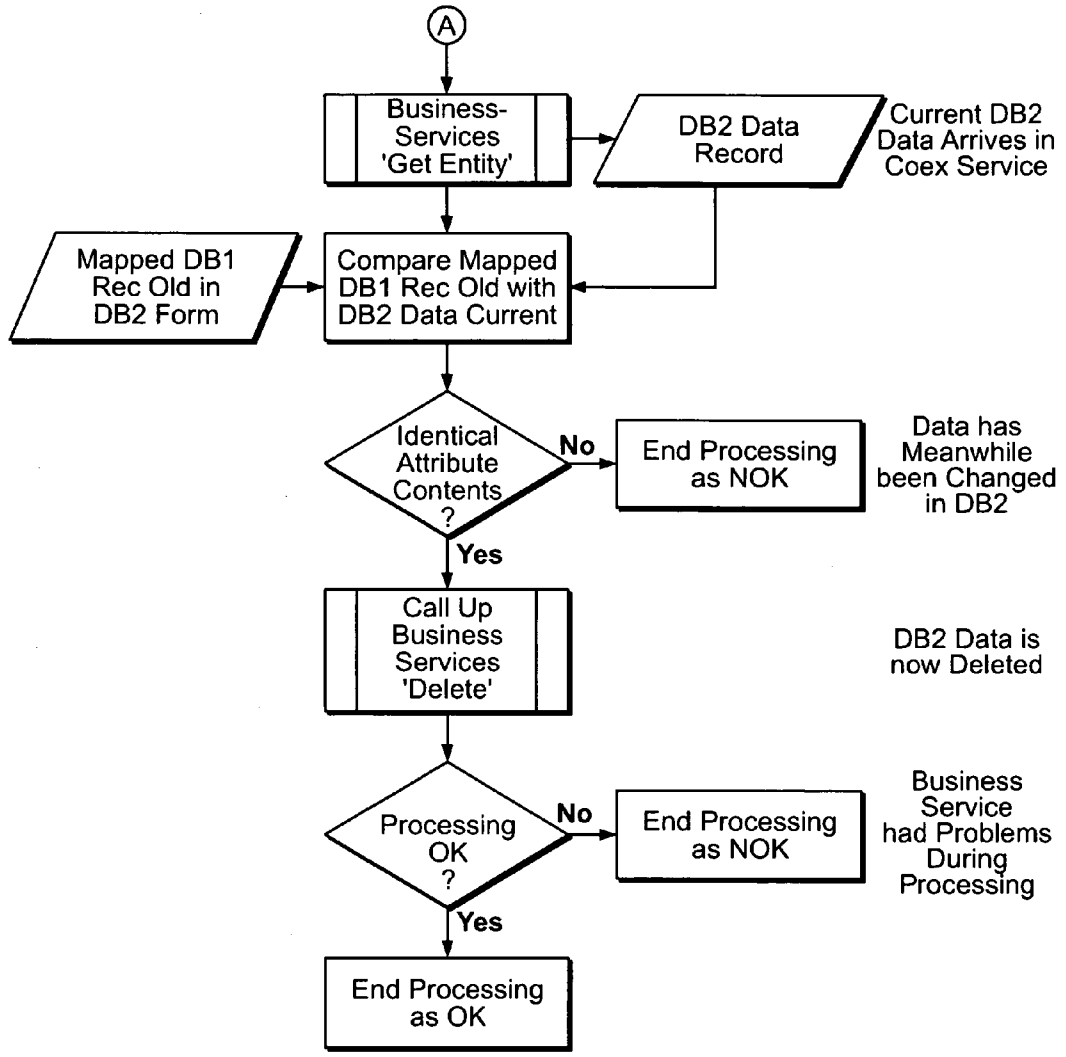 A
Business-
Services
'Get Entity'
DB2 Data
Record
Current DB2
Data Arrives in
Coex Service
Mapped DB1
Rec Old in
DB2 Form
Compare Mapped
DB1 Rec Old with
DB2 Data Current
Identical
Attribute
Contents
?
No
End Processing
as NOK
Data has
Meanwhile
been Changed
in DB2
Yes
Call Up
Business
Services
'Delete'
DB2 Data is
now Deleted
Processing
OK
?
No
End Processing
as NOK
Business
Service
had Problems
During
Processing
Yes
End Processing
as OK